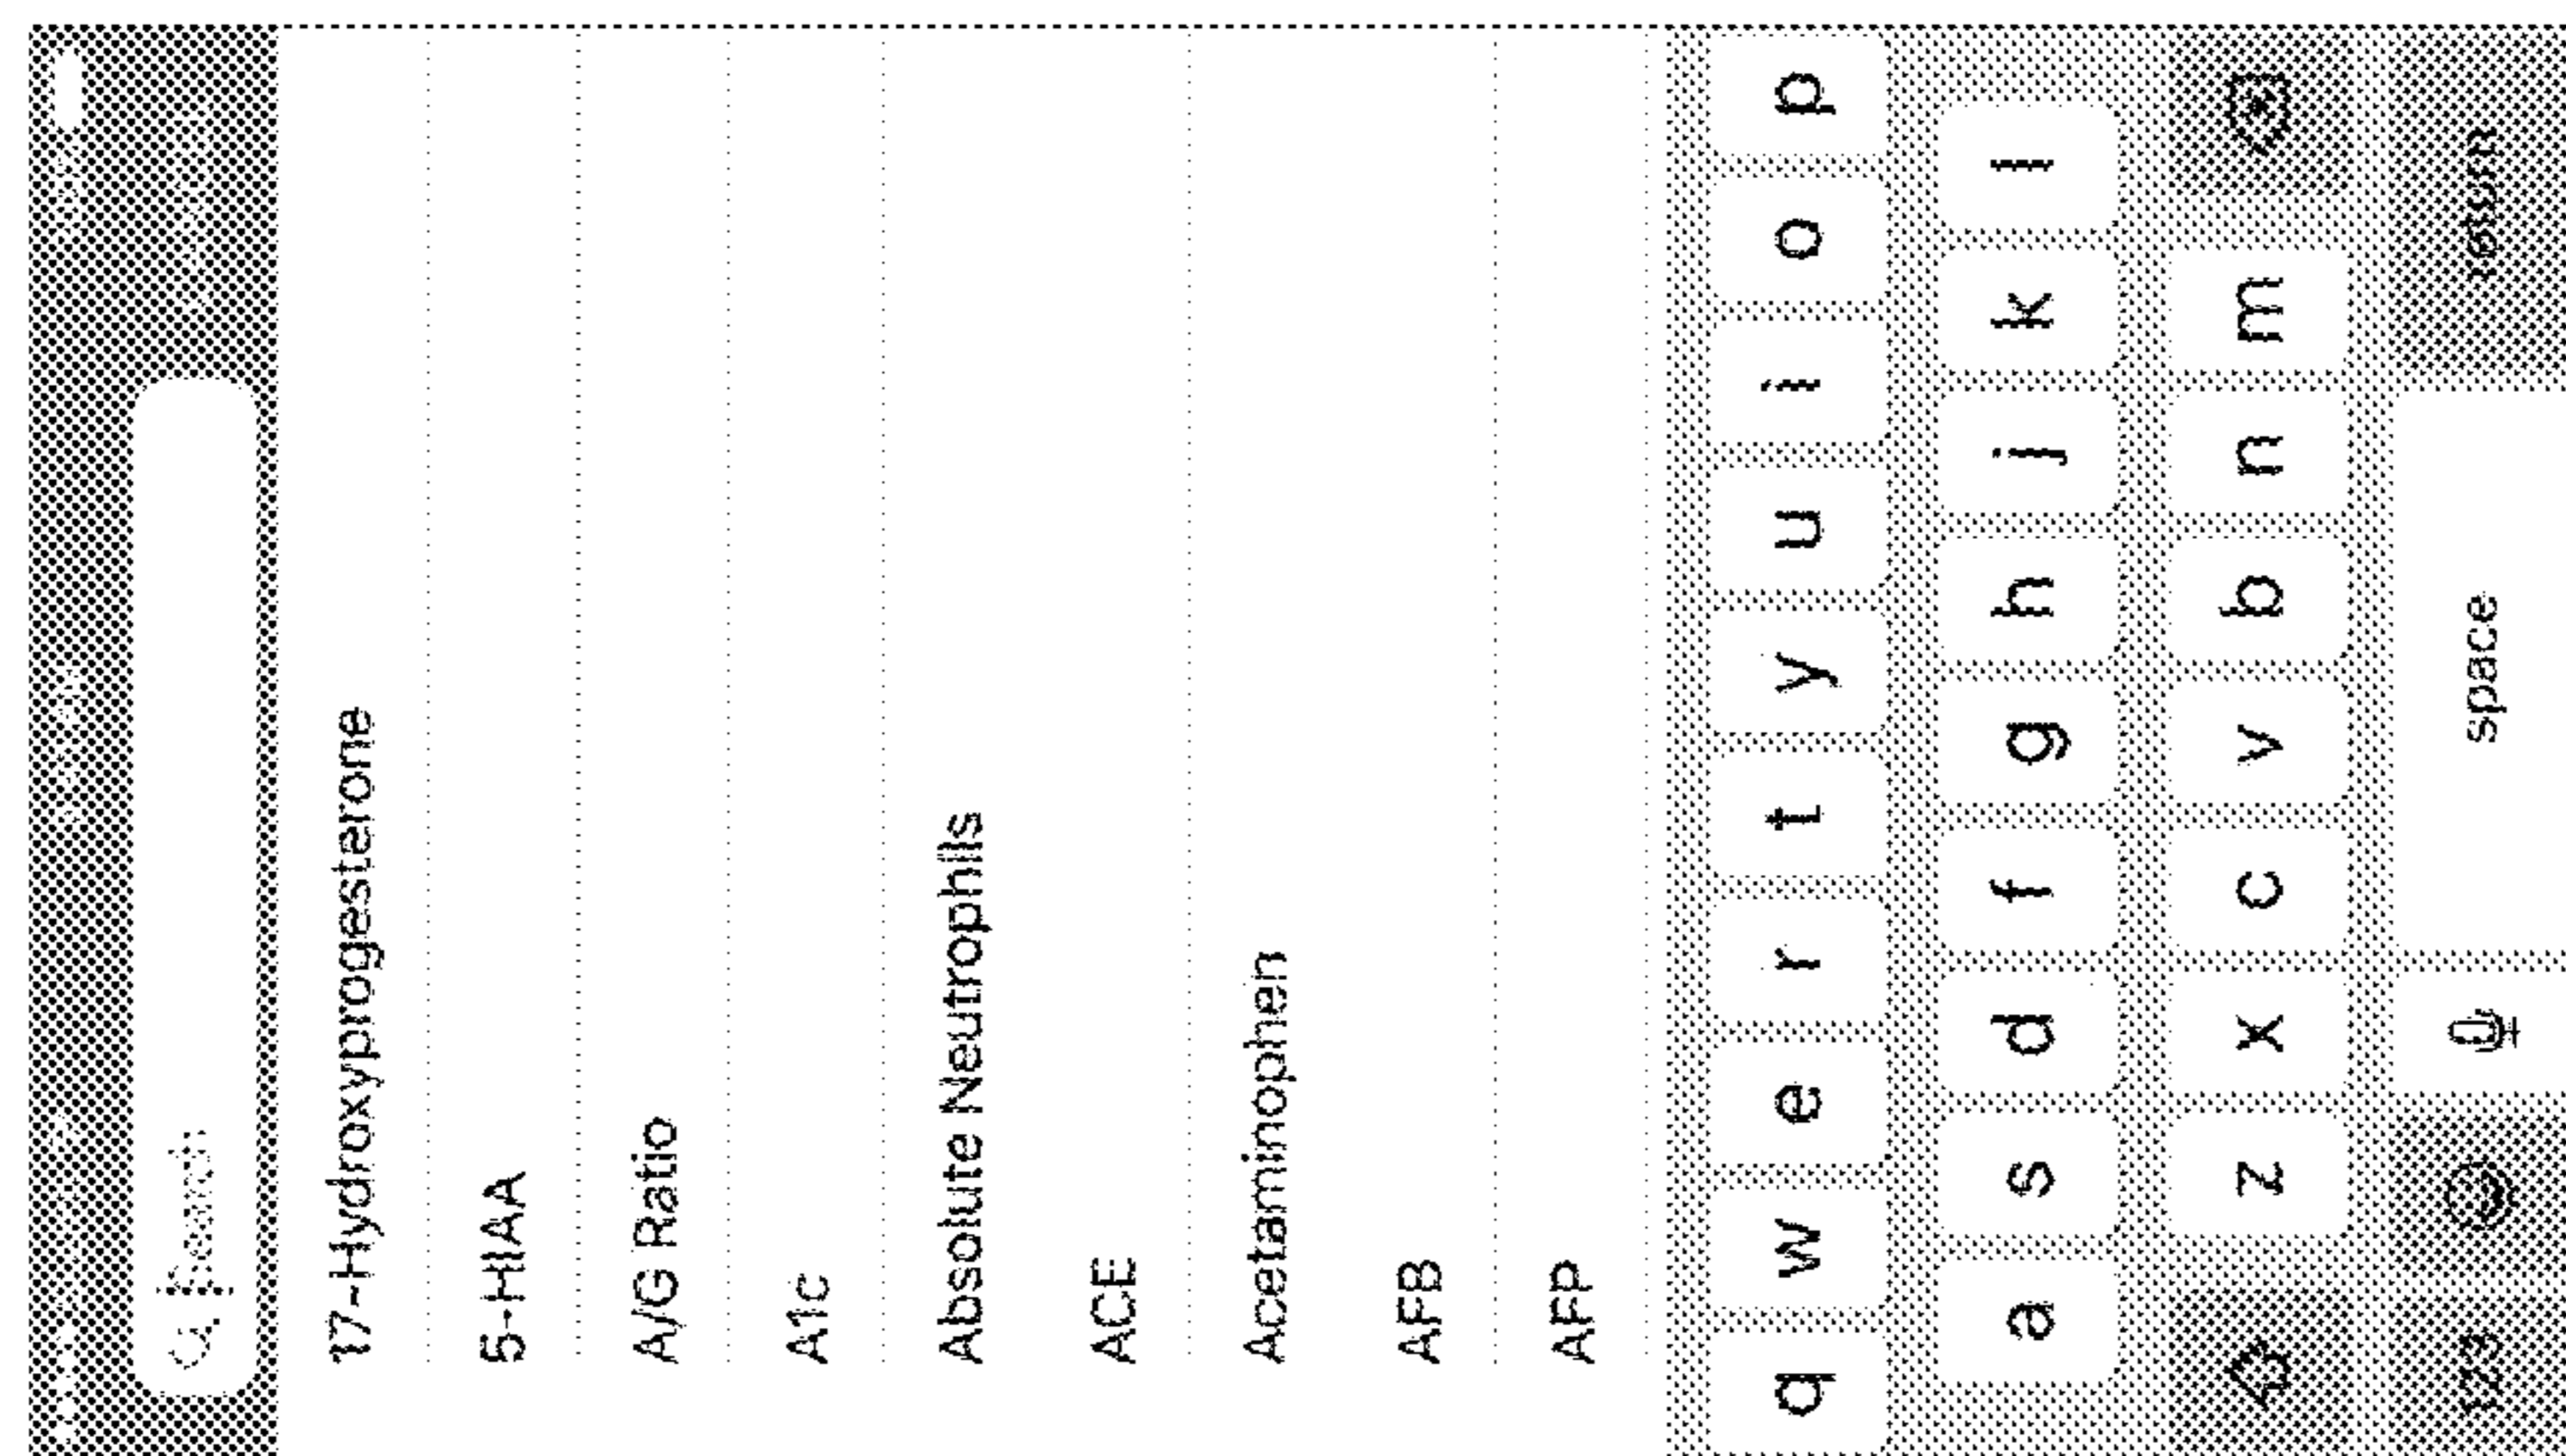 Search
17-Hydroxyprogesterone
5-HIAA
A/G Ratio
A1c
Absolute Neutrophils
ACE
Acetaminophen
AFB
AFP
q w e r t y u i o p
a s d f g h j k l
z x c v b n m
123 space return